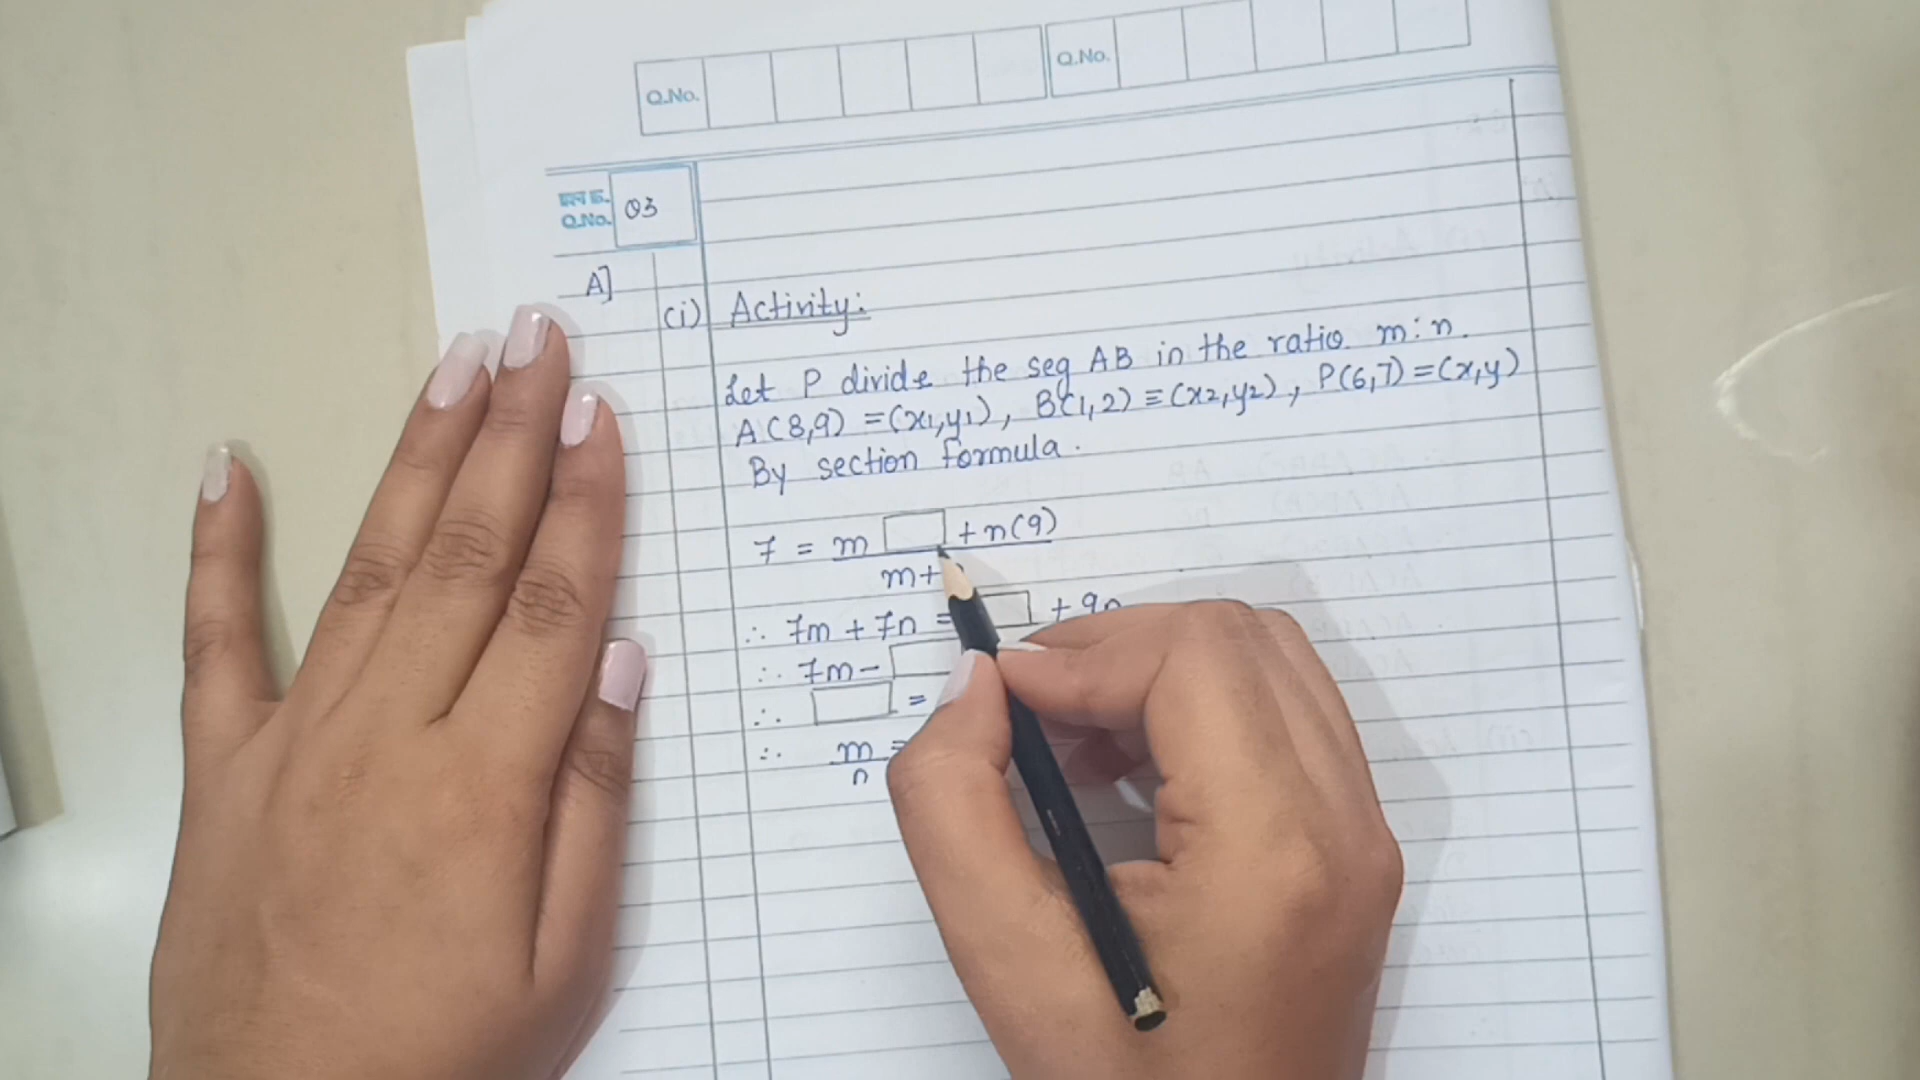 Q.No. Q.No.
प्रश्न क्र.
Q.No. 03
A]
(i) Activity:
Let P divide the seg AB in the ratio m:n.
A(8,9) = (x1,y1), B(1,2) ≡ (x2,y2), P(6,7) = (x,y)
By section formula.
7 = m + n(9)
m+
∴ 7m + 7n = + 9n
∴ 7m -
∴ =
∴ m =
n